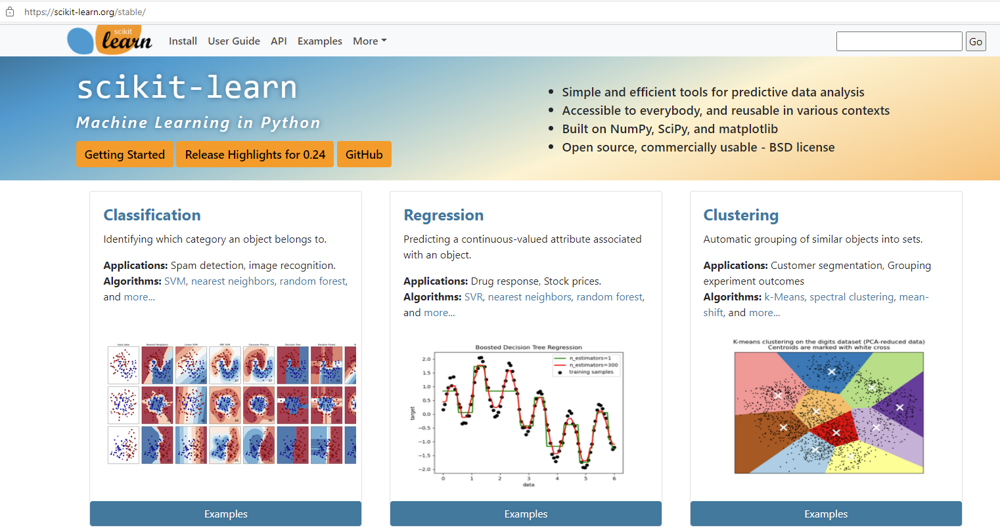 https://scikit-learn.org/stable/
scikit
learn
Install User Guide API Examples More
Go
scikit-learn
Machine Learning in Python
Getting Started Release Highlights for 0.24 GitHub
Simple and efficient tools for predictive data analysis
Accessible to everybody, and reusable in various contexts
Built on NumPy, SciPy, and matplotlib
Open source, commercially usable - BSD license
Classification
Identifying which category an object belongs to.
Applications: Spam detection, image recognition.
Algorithms: SVM, nearest neighbors, random forest,
and more...
Input data Nearest Neighbors Linear SVM RBF SVM Gaussian Process Decision Tree Random Forest
Examples
Regression
Predicting a continuous-valued attribute associated
with an object.
Applications: Drug response, Stock prices.
Algorithms: SVR, nearest neighbors, random forest,
and more...
Boosted Decision Tree Regression
n_estimators=1
n_estimators=300
training samples
2.0
1.5
1.0
0.5
0.0
−0.5
−1.0
−1.5
−2.0
target
0 1 2 3 4 5 6
data
Examples
Clustering
Automatic grouping of similar objects into sets.
Applications: Customer segmentation, Grouping
experiment outcomes
Algorithms: k-Means, spectral clustering, mean-
shift, and more...
K-means clustering on the digits dataset (PCA-reduced data)
Centroids are marked with white cross
Examples